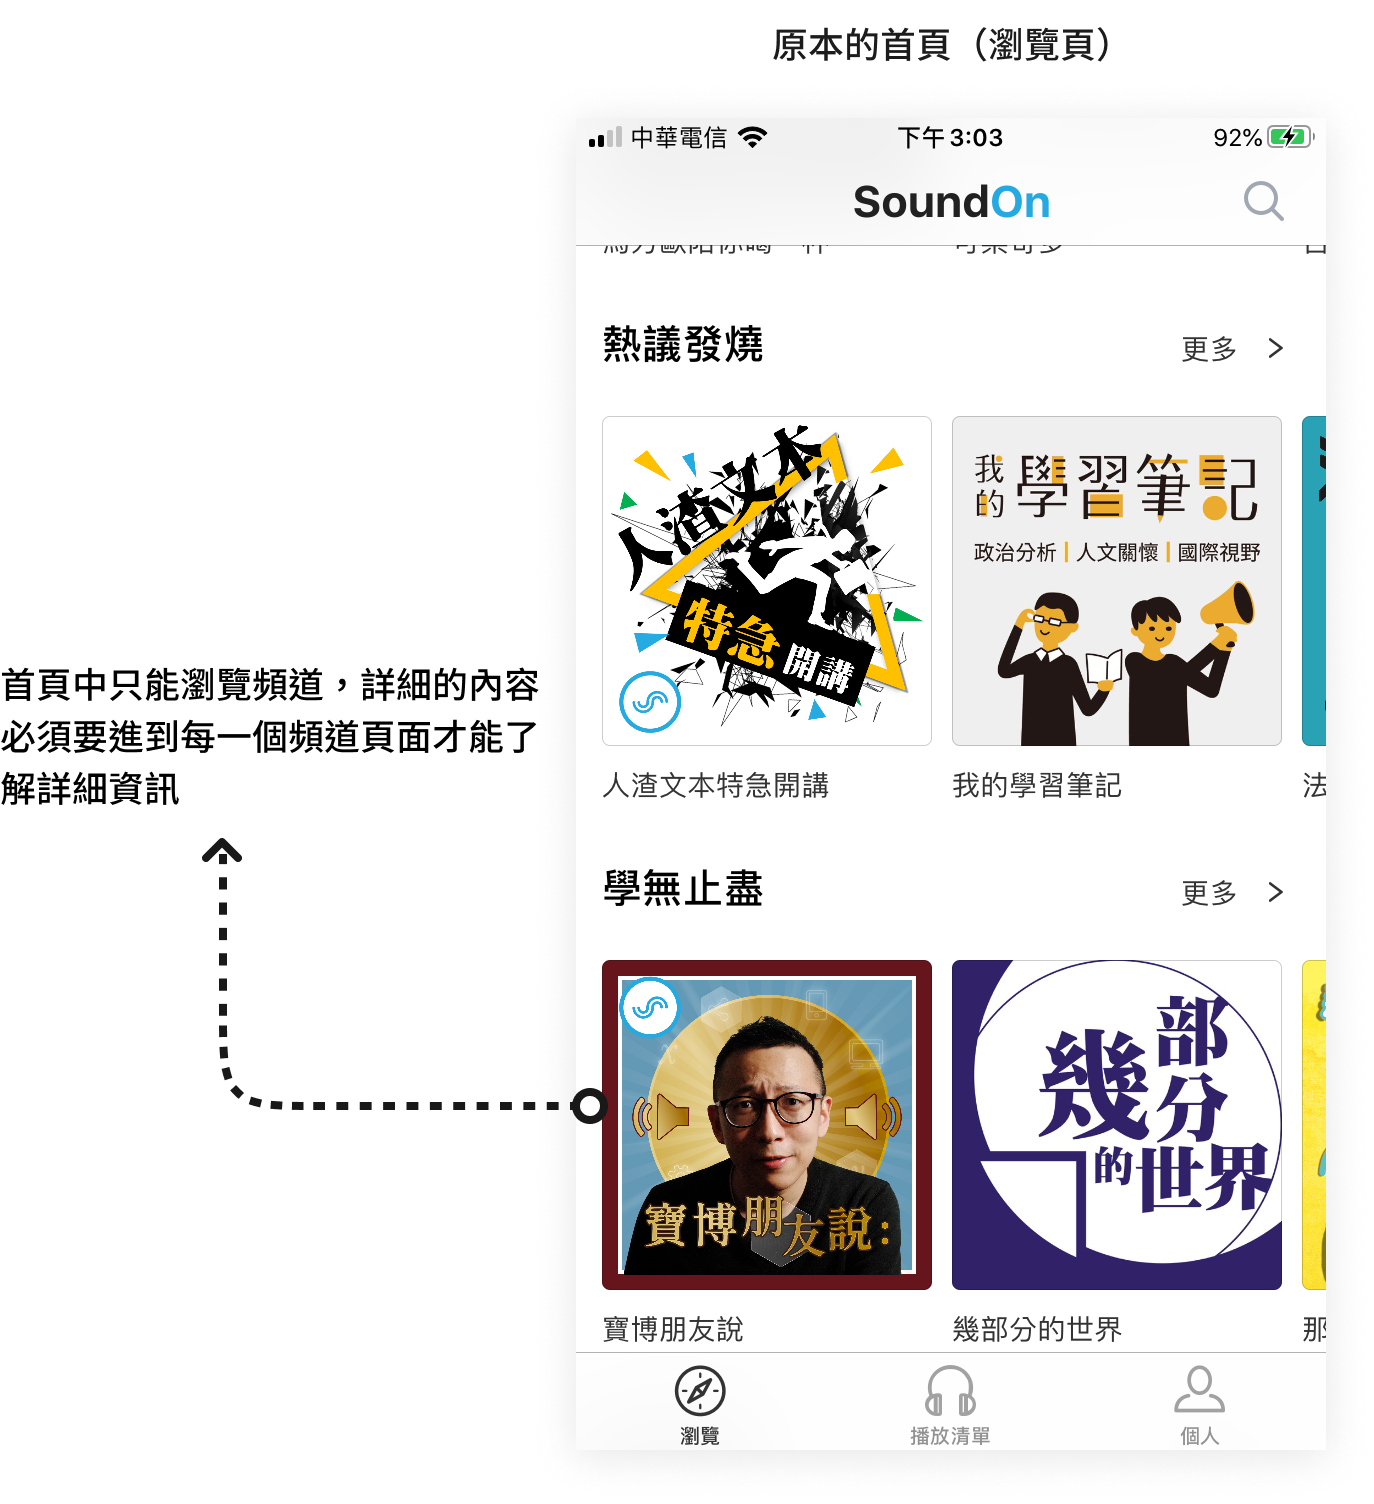 原本的首頁（瀏覽頁）
中華電信 下午3:03 92%
SoundOn
熱議發燒 更多
人渣文本
特急開講
我的學習筆記
政治分析 人文關懷 國際視野
首頁中只能瀏覽頻道，詳細的內容
必須要進到每一個頻道頁面才能了
解詳細資訊
人渣文本特急開講 我的學習筆記 法
學無止盡 更多
寶博朋友說：
幾部分的世界
寶博朋友說 幾部分的世界 那
瀏覽 播放清單 個人